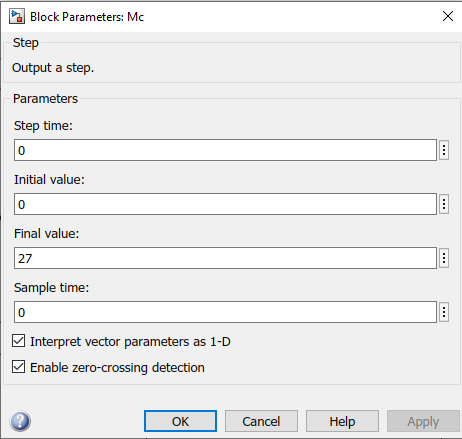 Block Parameters: Mc
Step
Output a step.
Parameters
Step time:
0
Initial value:
0
Final value:
27
Sample time:
0
Interpret vector parameters as 1-D
Enable zero-crossing detection
OK Cancel Help Apply